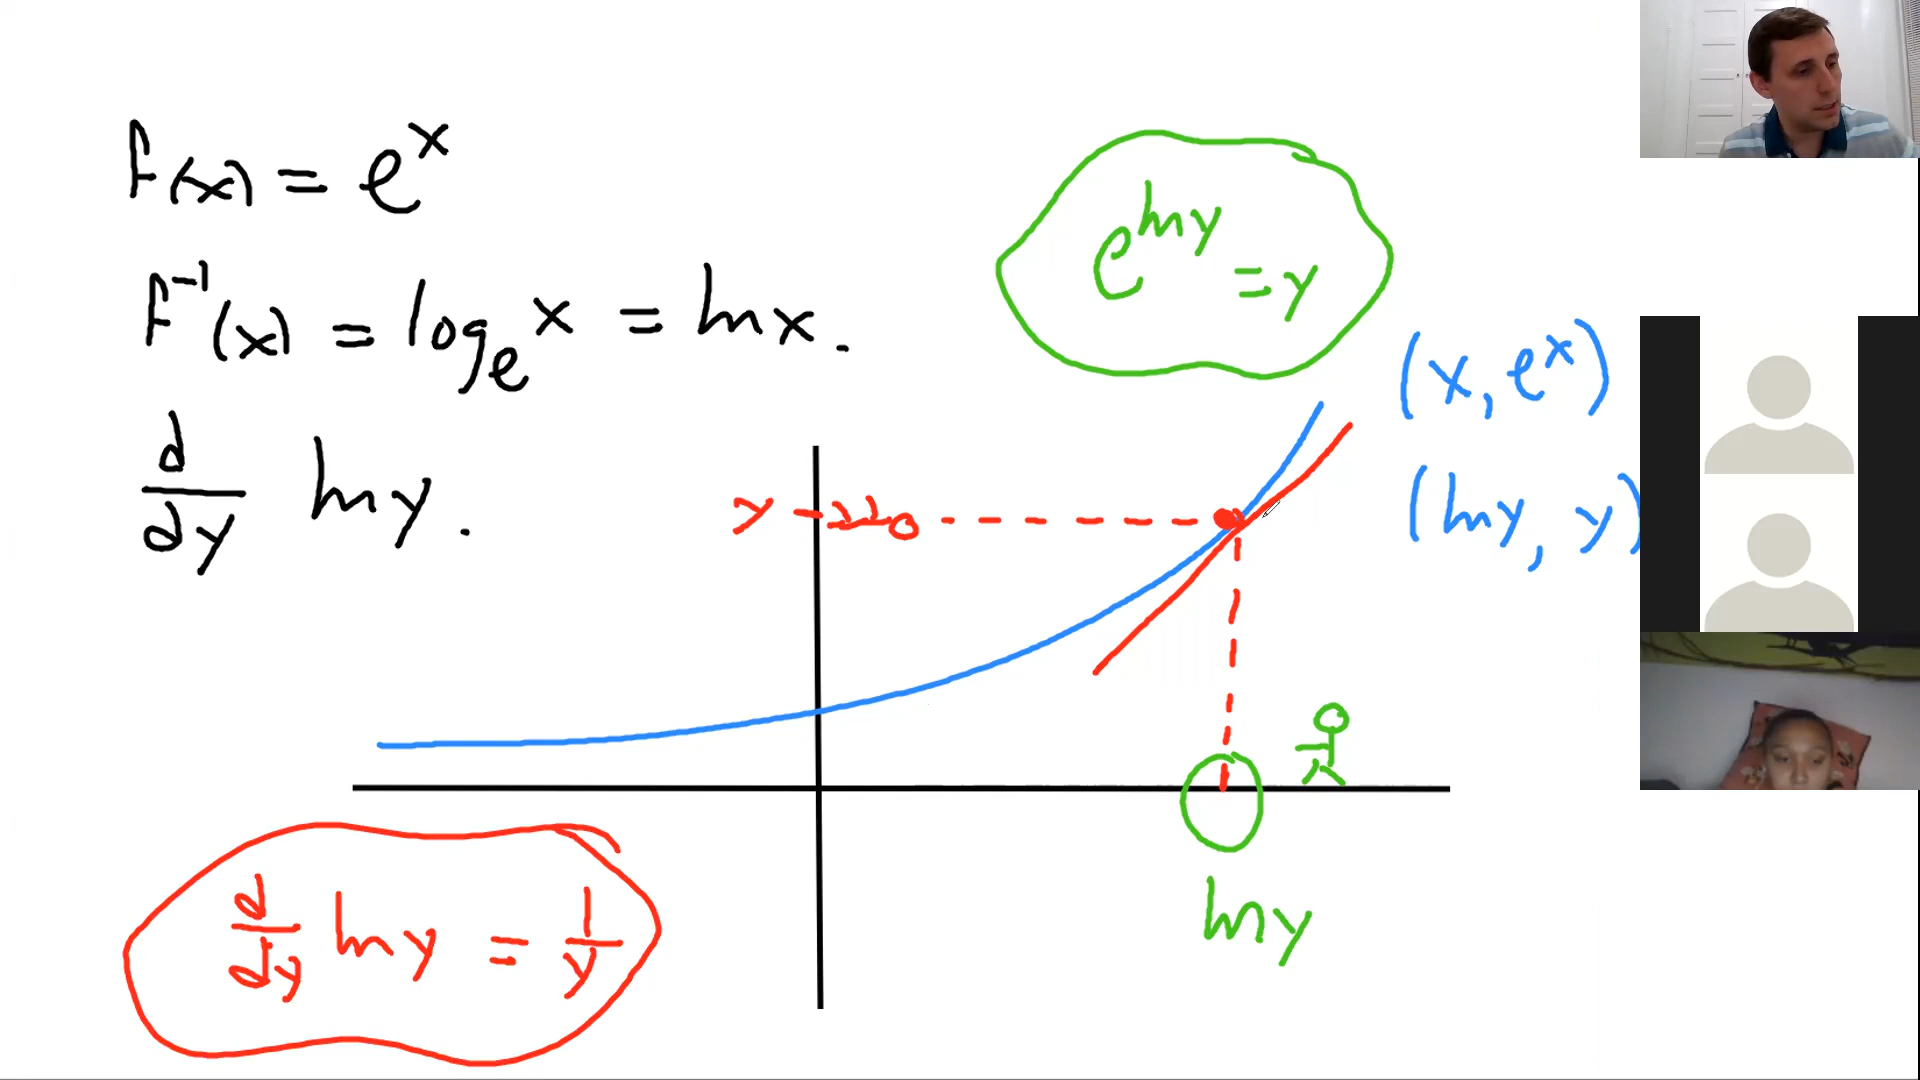 f(x) = e^x
f^-1(x) = log_e x = ln x.
d/dy ln y.
e^ln y = y
(x, e^x)
(ln y, y)
y
ln y
d/dy ln y = 1/y